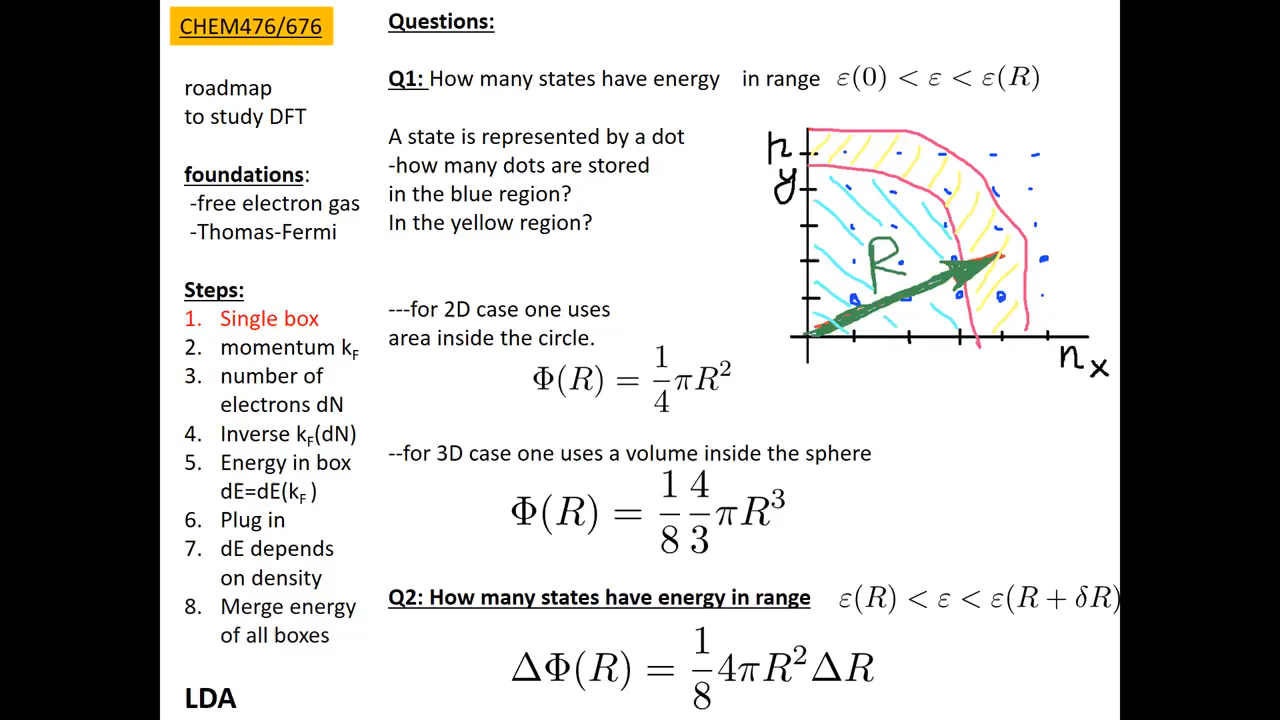 CHEM476/676
roadmap
to study DFT
foundations:
-free electron gas
-Thomas-Fermi
Steps:
1. Single box
2. momentum k_F
3. number of
electrons dN
4. Inverse k_F(dN)
5. Energy in box
dE=dE(k_F )
6. Plug in
7. dE depends
on density
8. Merge energy
of all boxes
LDA
Questions:
Q1: How many states have energy in range ε(0) < ε < ε(R)
A state is represented by a dot
-how many dots are stored
in the blue region?
In the yellow region?
---for 2D case one uses
area inside the circle.
Φ(R) = 1/4 πR²
--for 3D case one uses a volume inside the sphere
Φ(R) = 1/8 4/3 πR³
Q2: How many states have energy in range ε(R) < ε < ε(R + δR)
ΔΦ(R) = 1/8 4πR²ΔR
n
y
R
n x